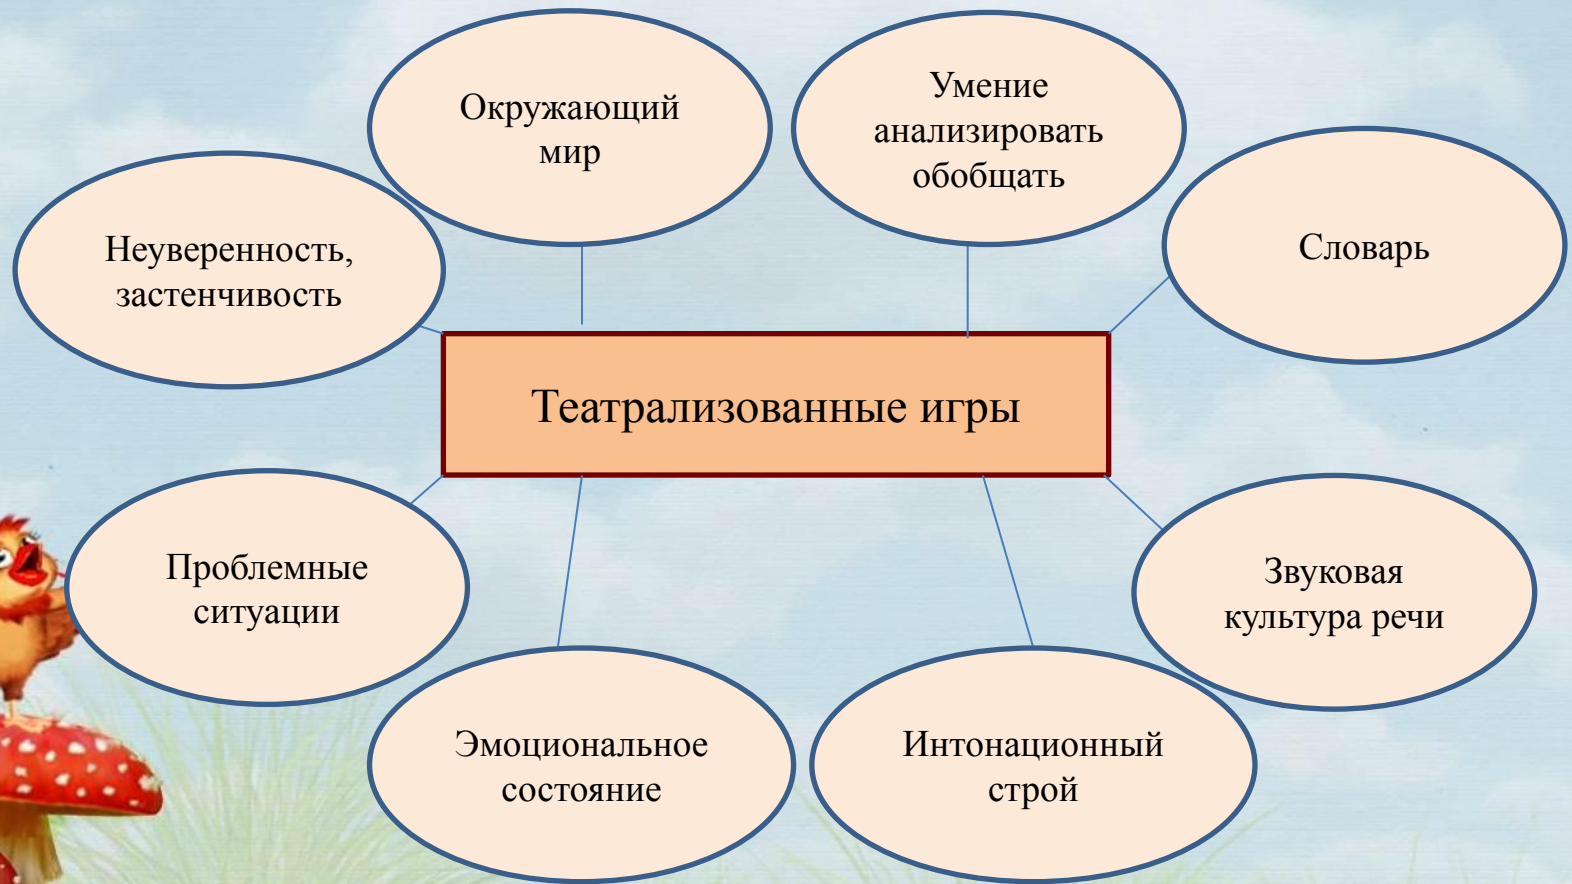 Окружающий
мир
Умение
анализировать
обобщать
Неуверенность,
застенчивость
Словарь
Театрализованные игры
Проблемные
ситуации
Звуковая
культура речи
Эмоциональное
состояние
Интонационный
строй